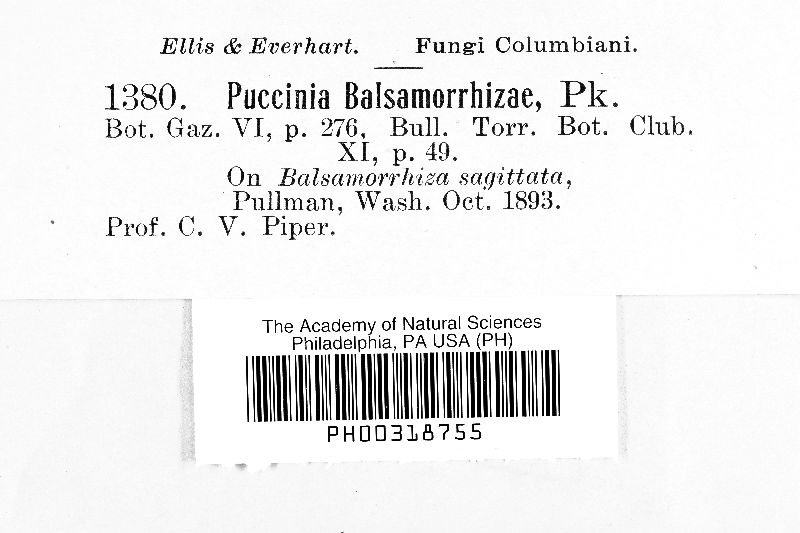 Ellis & Everhart. Fungi Columbiani.
1380. Puccinia Balsamorrhizae, Pk.
Bot. Gaz. VI, p. 276, Bull. Torr. Bot. Club.
XI, p. 49.
On Balsamorrhiza sagittata,
Pullman, Wash. Oct. 1893.
Prof. C. V. Piper.
The Academy of Natural Sciences
Philadelphia, PA USA (PH)
PH00318755